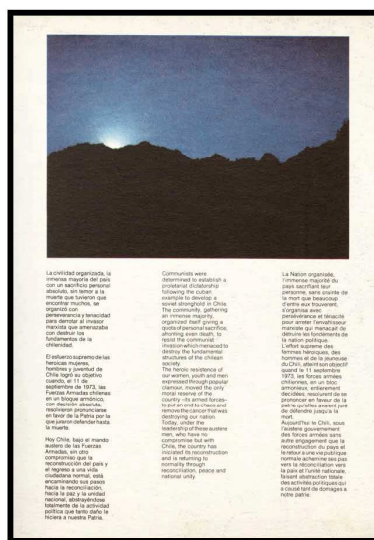 La civilidad organizada, la
inmensa mayoría del país
con un sacrificio personal
absoluto, sin temor a la
muerte que tuvieron que
encontrar muchos, se
organizó con
perseverancia y tenacidad
para derrotar al invasor
marxista que amenazaba
con destruir los
fundamentos de la
chilenidad.
El esfuerzo supremo de las
heroicas mujeres,
hombres y juventud de
Chile logró su objetivo
cuando, el 11 de
septiembre de 1973, las
Fuerzas Armadas chilenas
en un bloque armónico,
con decisión absoluta,
resolvieron pronunciarse
en favor de la Patria por la
que juraron defender hasta
la muerte.
Hoy Chile, bajo el mando
austero de las Fuerzas
Armadas, sin otro
compromiso que la
reconstrucción del país y
el regreso a una vida
ciudadana normal, está
encaminando sus pasos
hacia la reconciliación,
hacia la paz y la unidad
nacional, abstrayéndose
totalmente de la actividad
política que tanto daño le
hiciera a nuestra Patria.
Communists were
determined to establish a
proletarial dictatorship
following the cuban
example to develop a
soviet stronghold in Chile.
The community, gathering
an inmense majority,
organized itself giving a
quota of personal sacrifice,
afronting even death, to
resist the communist
invasion which menaced to
destroy the fundamental
structures of the chilean
society.
The heroic resistence of
our women, youth and men
expressed through popular
clamour, moved the only
moral reserve of the
country -its armed forces-
to put an end to chaos and
remove the cancer that was
destroying our nation.
Today, under the
leadership of these austere
men, who have no
compromise but with
Chile, the country has
iniciated its reconstruction
and is returning to
normality through
reconciliation, peace and
national unity.
La Nation organisée,
l'immense majorité du
pays sacrifiant leur
personne, sans crainte de
la mort que beaucoup
d'entre eux trouverent,
s'organise avec
persévérance et ténacité
pour arreter l'envahisseur
marxiste qui menacait de
détruire les fondements de
la nation politique.
L'effort supreme des
femmes héroiques, des
hommes et de la jeunesse
du Chili, atteint son objectif
quand le 11 septembre
1973, les forces armées
chiliennes, en un bloc
armonieux, entierement
décidées, resolurent de se
prononcer en faveur de la
patrie qu'elles avaient juré
de défendre jusqu'à la
mort.
Aujourd'hui le Chili, sous
l'austere gouvernement
des forces armées sans
autre engagement que la
reconstruction du pays et
le retour a une vie publique
normale achemine ses pas
vers la réconciliation vers
la paix et l'unité nationale,
faisant abstraction totale
des activités politiques qui
a causé tant de damages a
notre patrie.